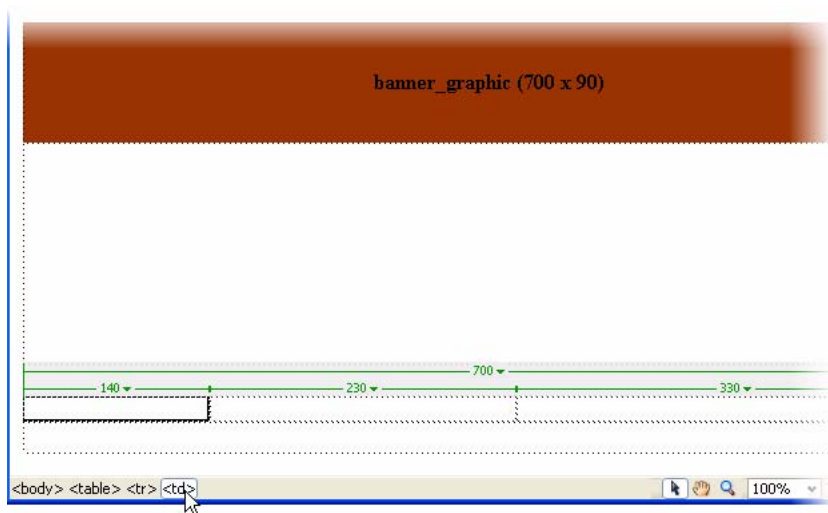 banner_graphic (700 x 90)
700
140
230
330
<body> <table> <tr> <td>
100%